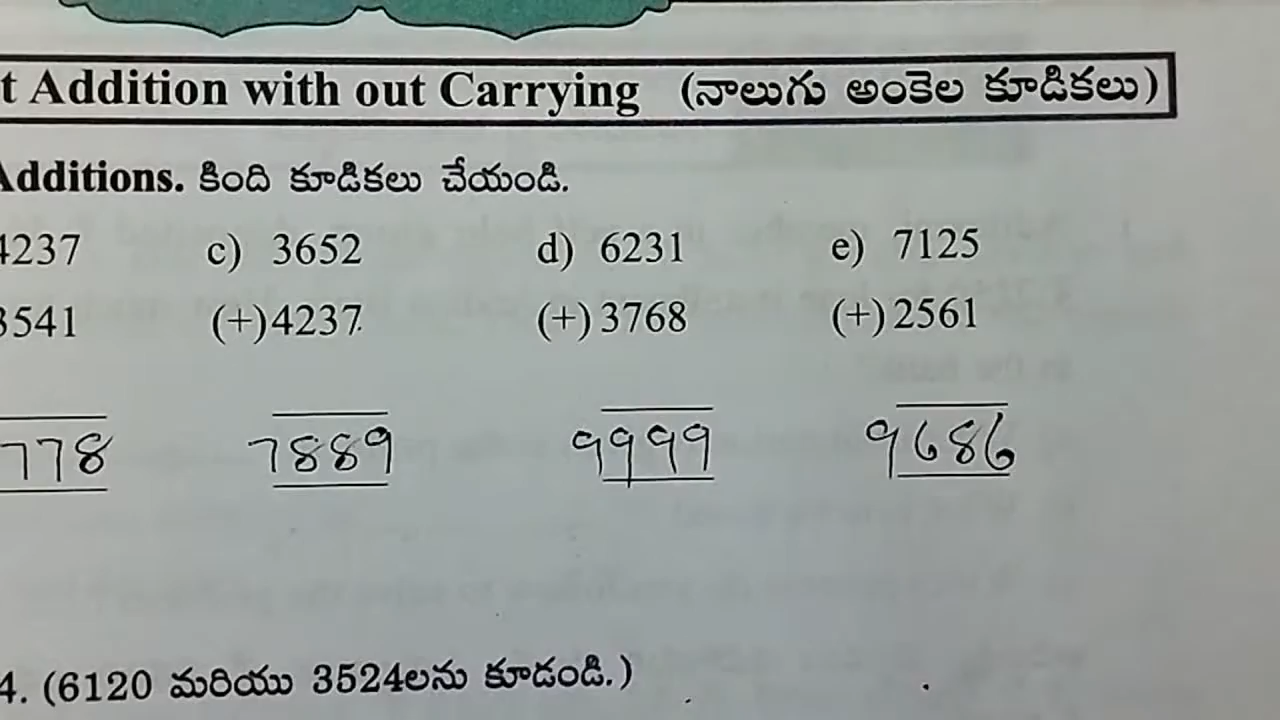 t Addition with out Carrying (నాలుగు అంకెల కూడికలు)
Additions. కింది కూడికలు చేయండి.
4237 c) 3652 d) 6231 e) 7125
3541 (+)4237 (+)3768 (+)2561
7778 7889 9999 9686
4. (6120 మరియు 3524లను కూడండి.)